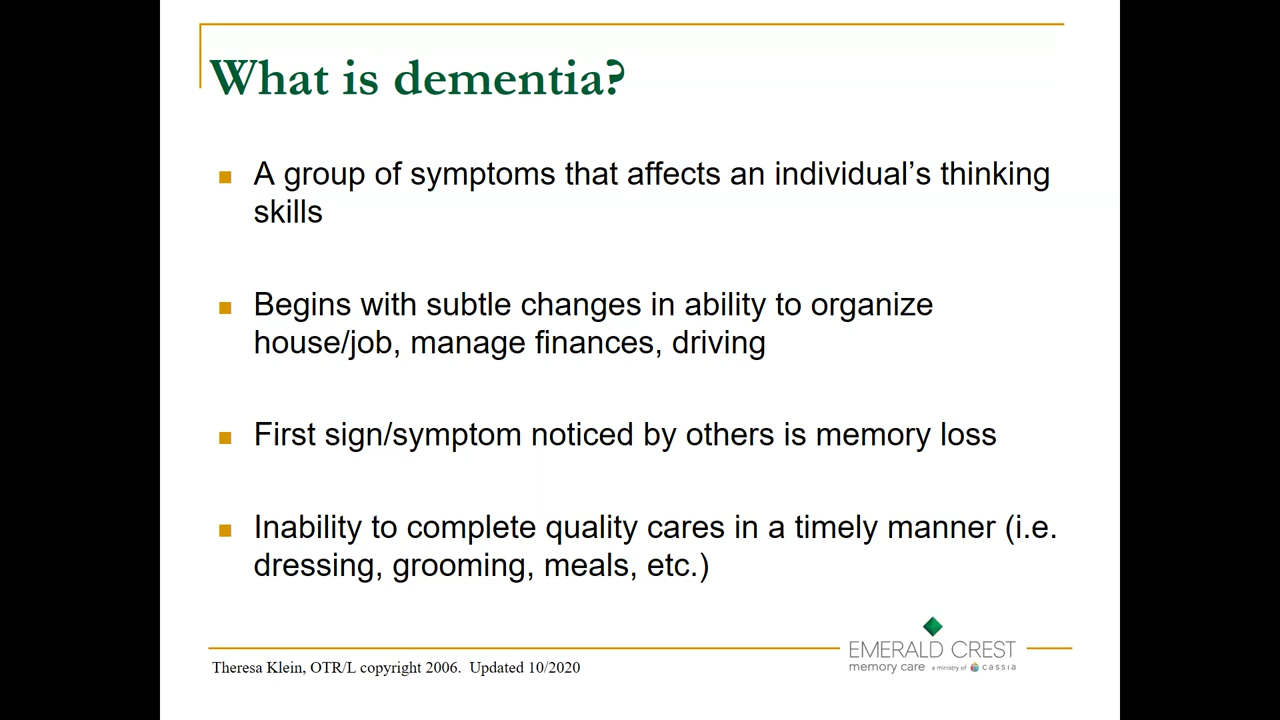 What is dementia?
A group of symptoms that affects an individual’s thinking
skills
Begins with subtle changes in ability to organize
house/job, manage finances, driving
First sign/symptom noticed by others is memory loss
Inability to complete quality cares in a timely manner (i.e.
dressing, grooming, meals, etc.)
Theresa Klein, OTR/L copyright 2006.  Updated 10/2020
EMERALD CREST
memory care a ministry of cassia